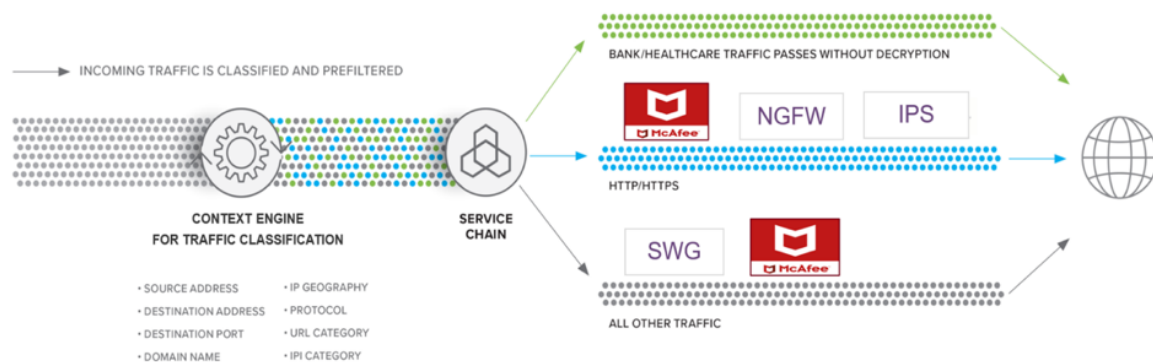 BANK/HEALTHCARE TRAFFIC PASSES WITHOUT DECRYPTION
INCOMING TRAFFIC IS CLASSIFIED AND PREFILTERED
McAfee
NGFW
IPS
HTTP/HTTPS
CONTEXT ENGINE
FOR TRAFFIC CLASSIFICATION
SERVICE
CHAIN
SWG
McAfee
ALL OTHER TRAFFIC
• SOURCE ADDRESS
• DESTINATION ADDRESS
• DESTINATION PORT
• DOMAIN NAME
• IP GEOGRAPHY
• PROTOCOL
• URL CATEGORY
• IPI CATEGORY